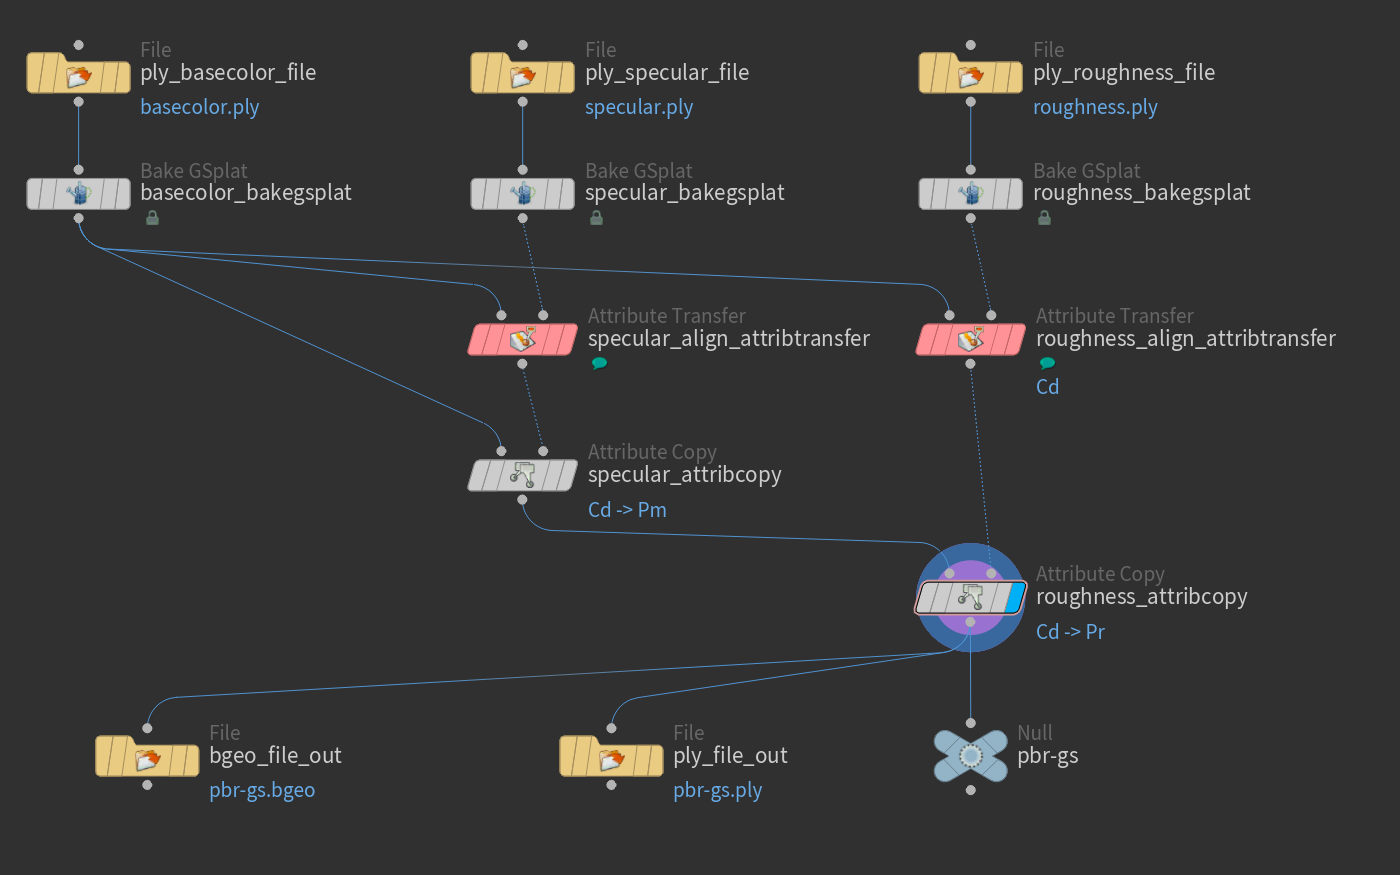 File
ply_basecolor_file
basecolor.ply
File
ply_specular_file
specular.ply
File
ply_roughness_file
roughness.ply
Bake GSplat
basecolor_bakegsplat
Bake GSplat
specular_bakegsplat
Bake GSplat
roughness_bakegsplat
Attribute Transfer
specular_align_attribtransfer
Attribute Transfer
roughness_align_attribtransfer
Cd
Attribute Copy
specular_attribcopy
Cd -> Pm
Attribute Copy
roughness_attribcopy
Cd -> Pr
File
bgeo_file_out
pbr-gs.bgeo
File
ply_file_out
pbr-gs.ply
Null
pbr-gs